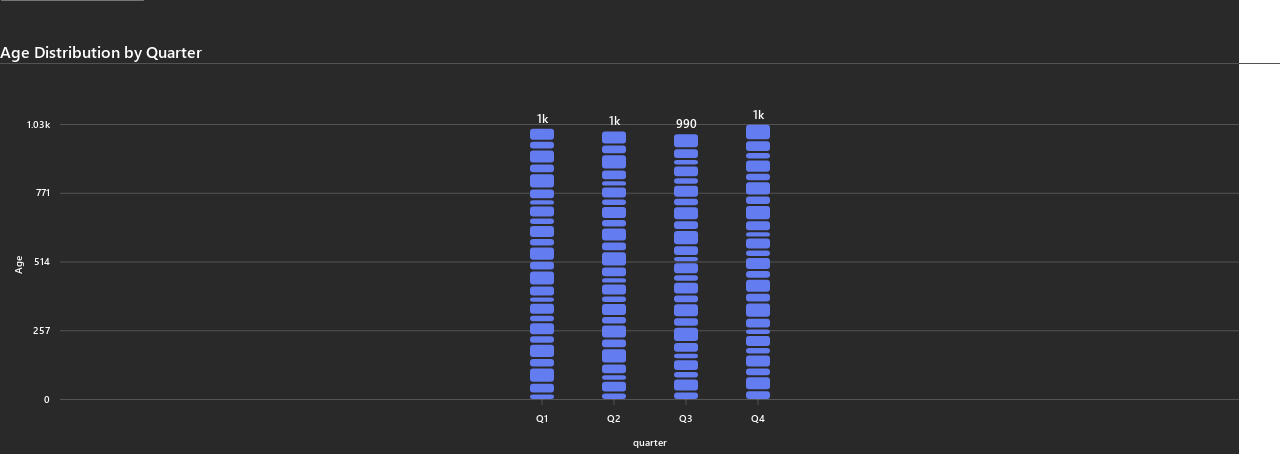 Age Distribution by Quarter
1k
1k
990
1k
1.03k
771
514
257
0
Age
Q1
Q2
Q3
Q4
quarter